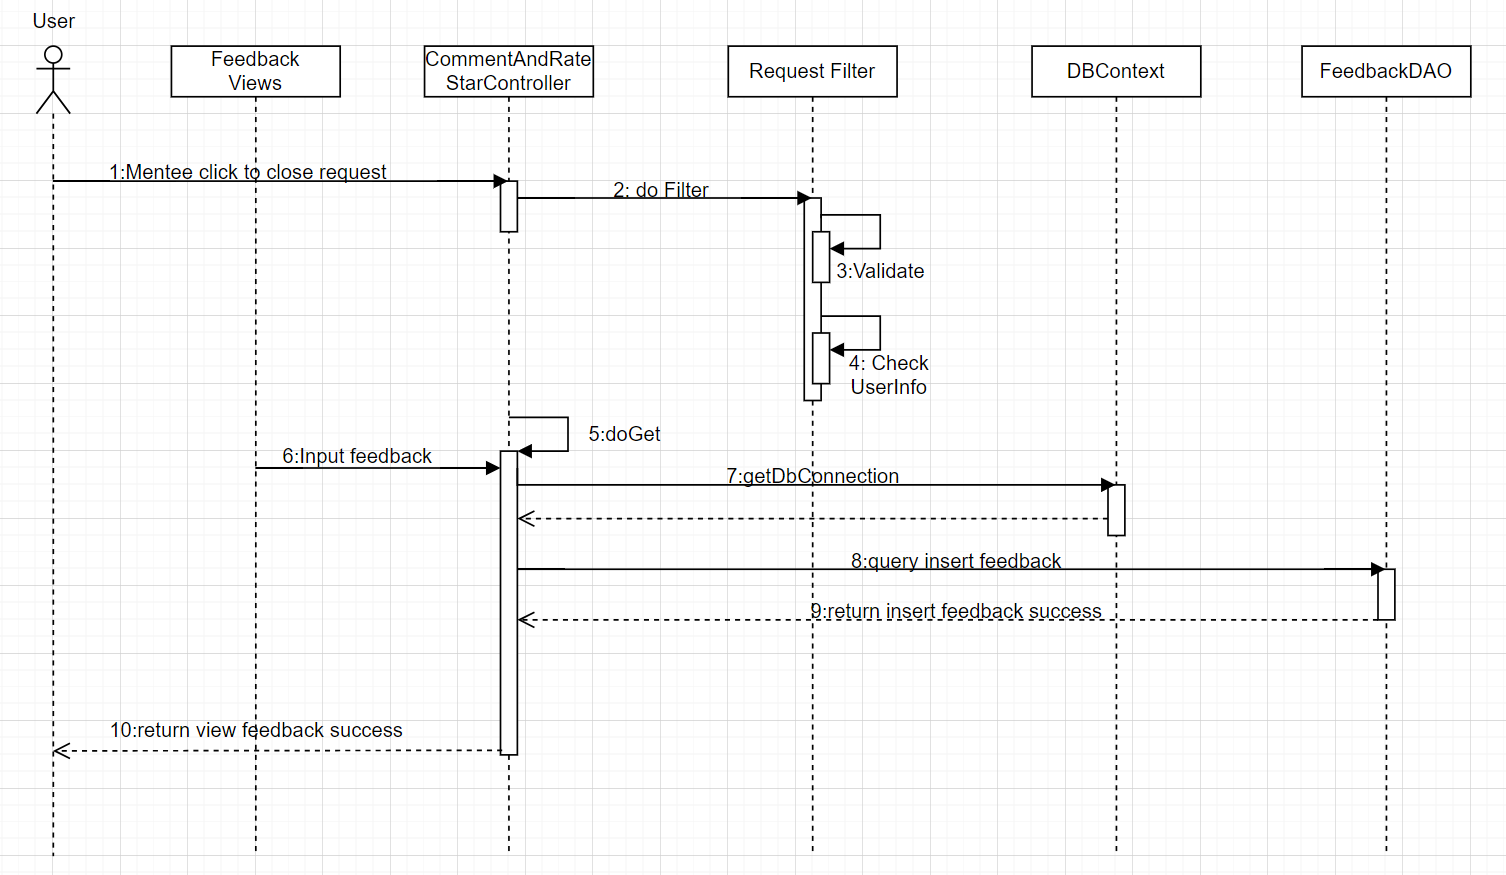 User
Feedback
Views
CommentAndRate
StarController
Request Filter
DBContext
FeedbackDAO
1:Mentee click to close request
2: do Filter
3:Validate
4: Check
UserInfo
5:doGet
6:Input feedback
7:getDbConnection
8:query insert feedback
9:return insert feedback success
10:return view feedback success